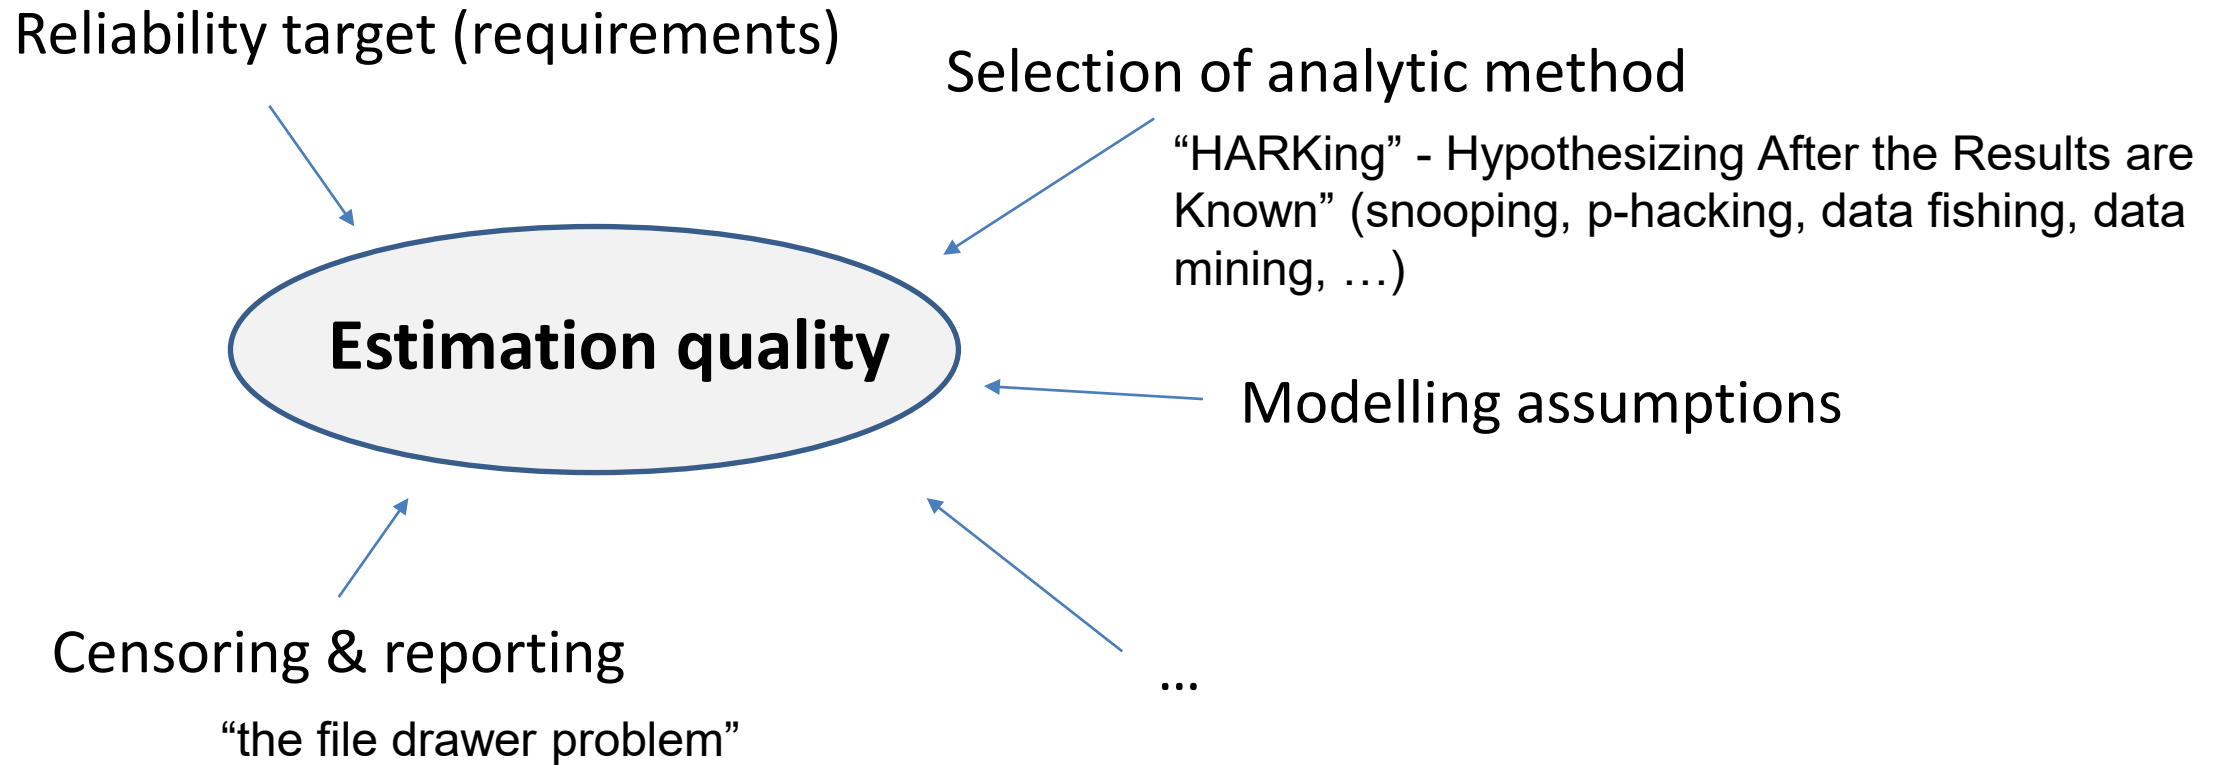 Reliability target (requirements)
Selection of analytic method
“HARKing” - Hypothesizing After the Results are
Known” (snooping, p-hacking, data fishing, data
mining, …)
Estimation quality
Modelling assumptions
Censoring & reporting
“the file drawer problem”
…